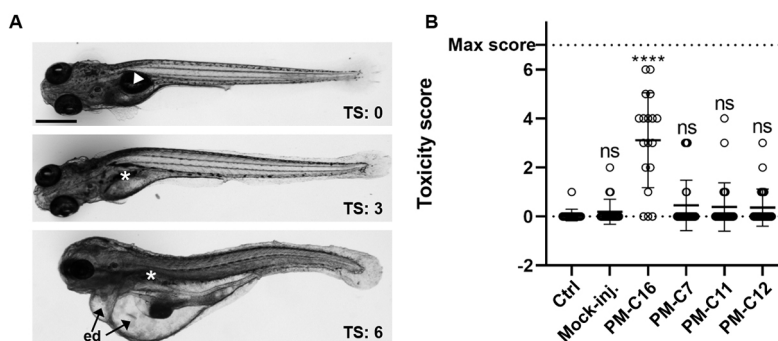 A
TS: 0
*
TS: 3
*
ed
TS: 6
B
Toxicity score
Max score
6
4
2
0
-2
ns
****
ns
ns
ns
Ctrl
Mock-inj.
PM-C16
PM-C7
PM-C11
PM-C12